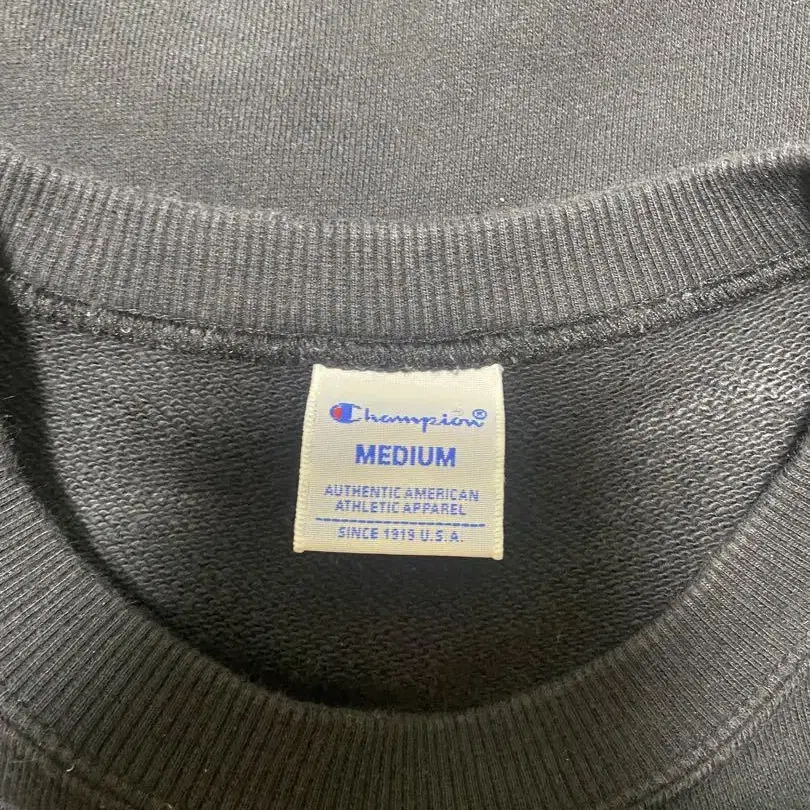 Champion®
MEDIUM
AUTHENTIC AMERICAN
ATHLETIC APPAREL
SINCE 1919 U.S.A.